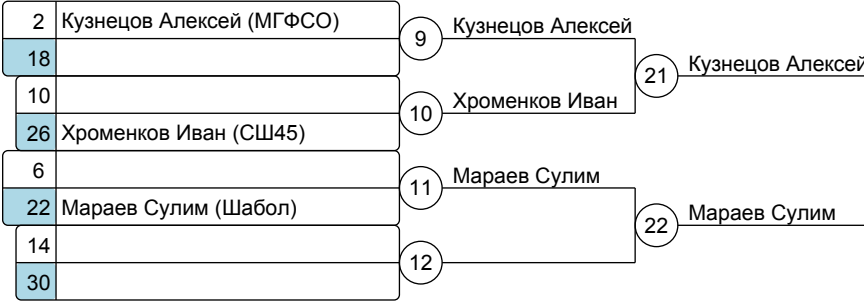 2 Кузнецов Алексей (МГФСО)
18
9 Кузнецов Алексей
10
26 Хроменков Иван (СШ45)
10 Хроменков Иван
21 Кузнецов Алексей
6
22 Мараев Сулим (Шабол)
11 Мараев Сулим
14
30
12
22 Мараев Сулим